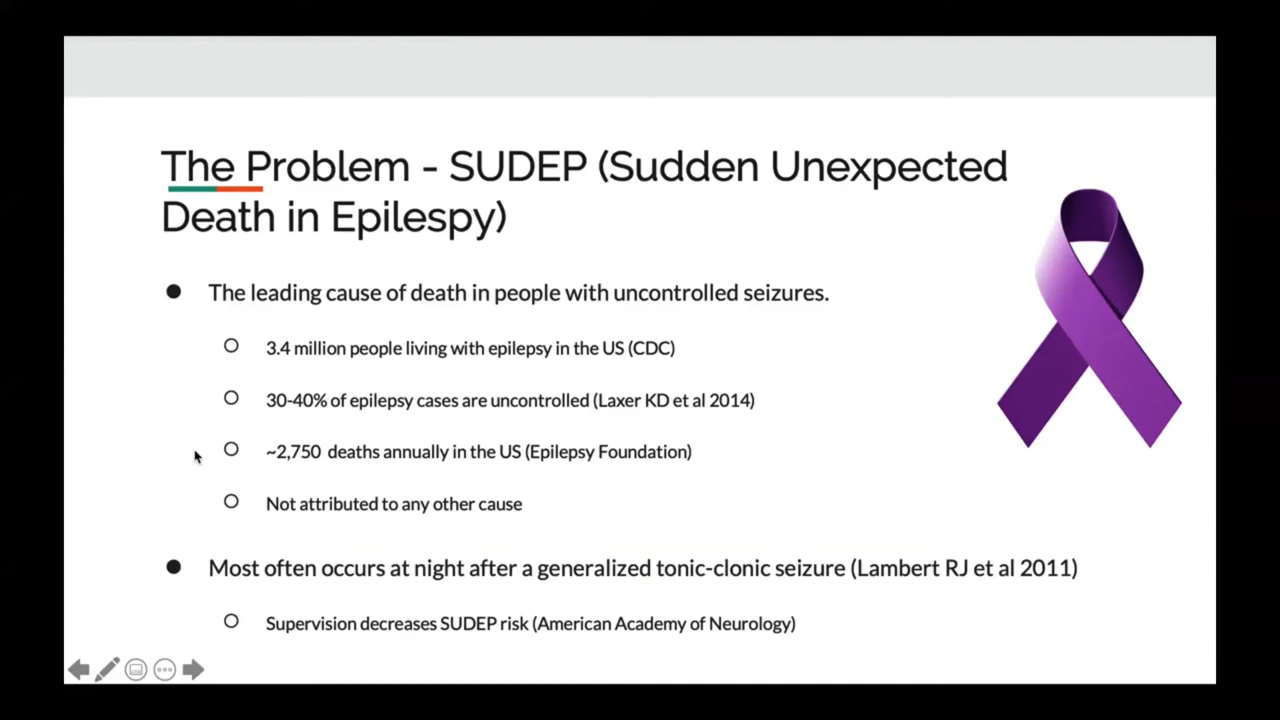 The Problem - SUDEP (Sudden Unexpected
Death in Epilespy)
The leading cause of death in people with uncontrolled seizures.
3.4 million people living with epilepsy in the US (CDC)
30-40% of epilepsy cases are uncontrolled (Laxer KD et al 2014)
~2,750 deaths annually in the US (Epilepsy Foundation)
Not attributed to any other cause
Most often occurs at night after a generalized tonic-clonic seizure (Lambert RJ et al 2011)
Supervision decreases SUDEP risk (American Academy of Neurology)